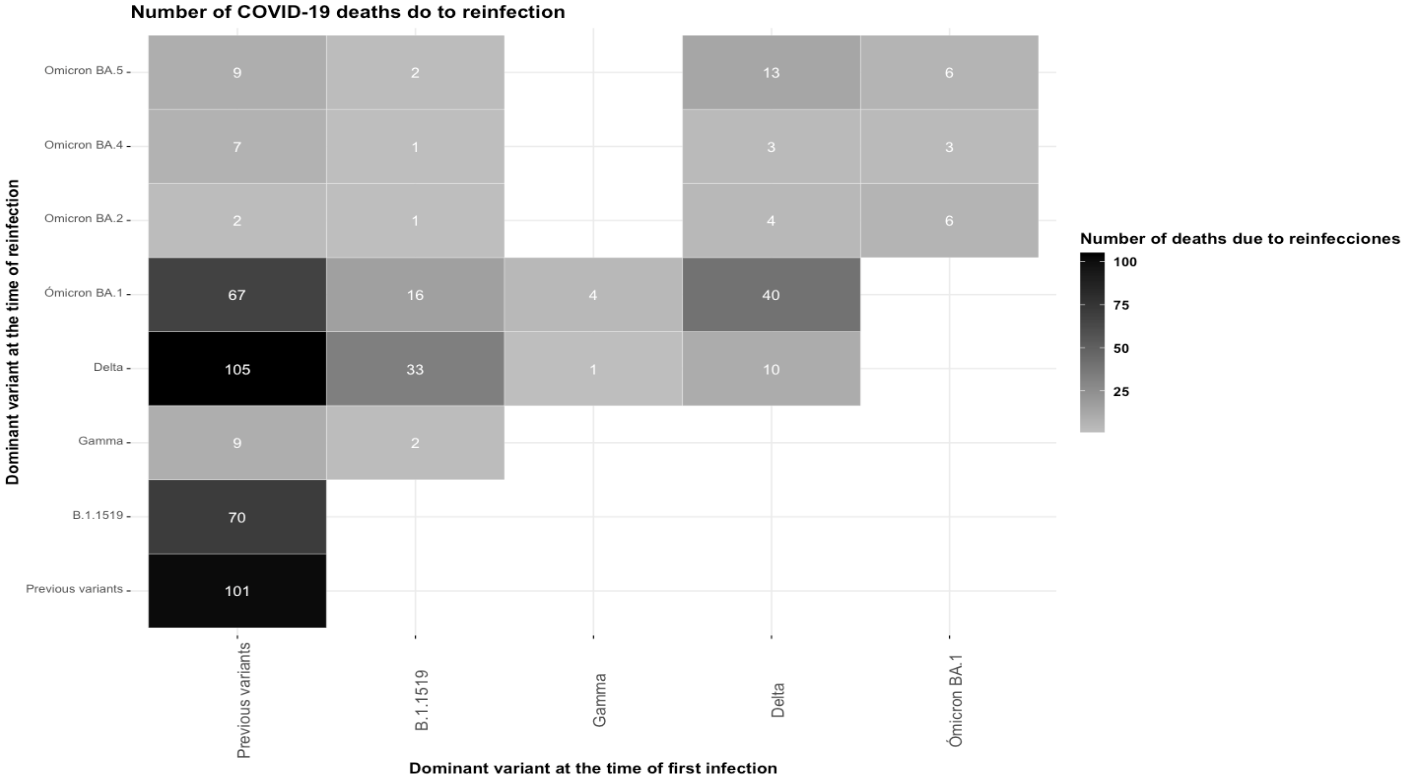 Number of COVID-19 deaths do to reinfection
Dominant variant at the time of reinfection
Omicron BA.5 9 2 13 6
Omicron BA.4 7 1 3 3
Omicron BA.2 2 1 4 6
Ómicron BA.1 67 16 4 40
Delta 105 33 1 10
Gamma 9 2
B.1.1519 70
Previous variants 101
Previous variants
B.1.1519
Gamma
Delta
Ómicron BA.1
Dominant variant at the time of first infection
Number of deaths due to reinfecciones
100
75
50
25